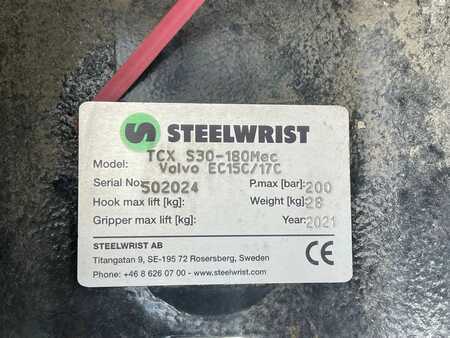 STEELWRIST
Model: TCX S30-180Mec
Volvo EC15C/17C
Serial No: 502024 P.max [bar]: 200
Hook max lift [kg]: Weight [kg]: 28
Gripper max lift [kg]: Year: 2021
STEELWRIST AB
Titangatan 9, SE-195 72 Rosersberg, Sweden
Phone: +46 8 626 07 00 - www.steelwrist.com
CE